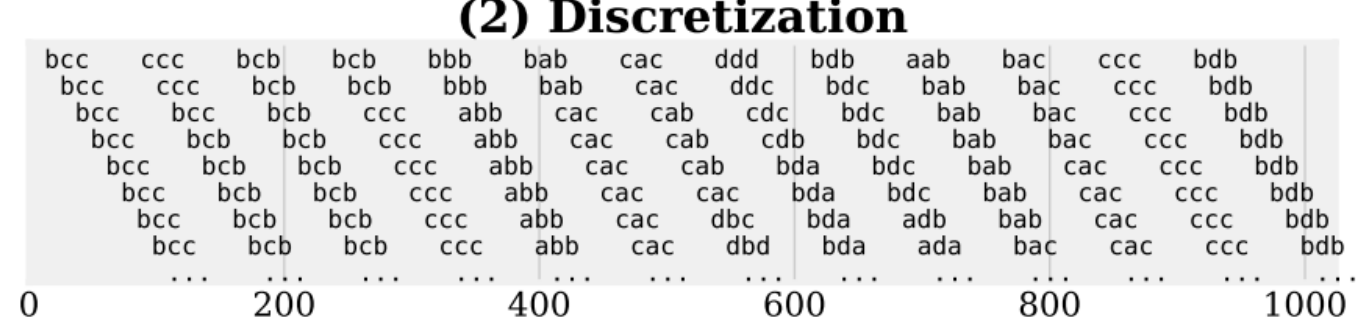 (2) Discretization
bcc ccc bcb bcb bbb bab cac ddd bdb aab bac ccc bdb
bcc ccc bcb bcb bbb bab cac ddc bdc bab bac ccc bdb
bcc bcc bcb ccc abb cac cab cdc bdc bab bac ccc bdb
bcc bcb bcb ccc abb cac cab cdb bdc bab bac ccc bdb
bcc bcb bcb ccc abb cac cab bda bdc bab cac ccc bdb
bcc bcb bcb ccc abb cac cac bda bdc bab cac ccc bdb
bcc bcb bcb ccc abb cac dbc bda adb bab cac ccc bdb
bcc bcb bcb ccc abb cac dbd bda ada bac cac ccc bdb
... ... ... ... ... ... ... ... ... ... ... ... ...
0 200 400 600 800 1000